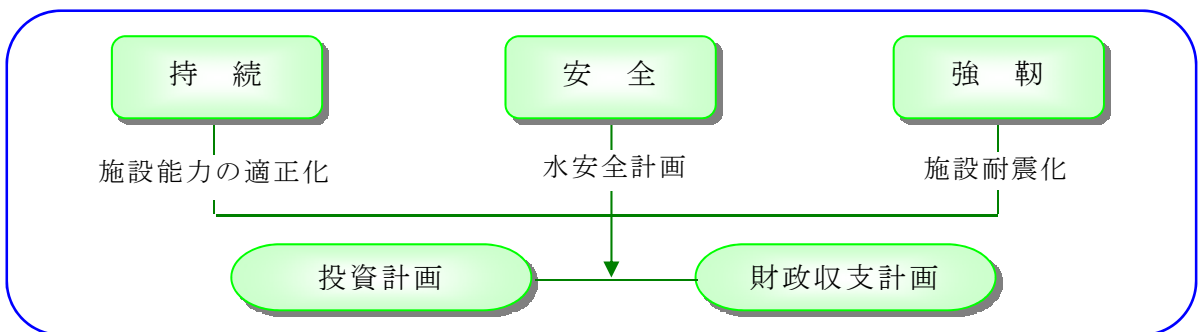 持　続　安　全　強　靭
施設能力の適正化　水安全計画　施設耐震化
投資計画　財政収支計画